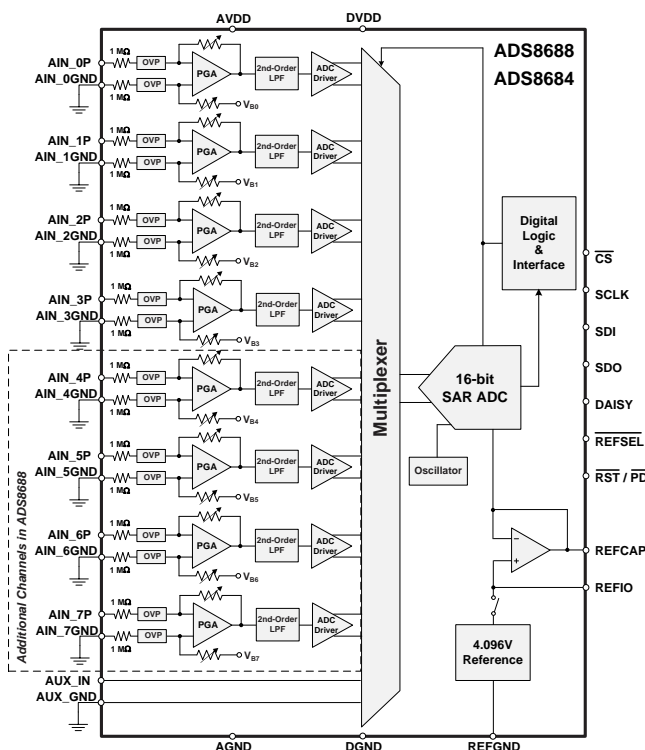 AVDD
DVDD
ADS8688
ADS8684
AIN_0P
1 MΩ
OVP
AIN_0GND
1 MΩ
OVP
PGA
2nd-Order
LPF
ADC
Driver
VB0
AIN_1P
1 MΩ
OVP
AIN_1GND
1 MΩ
OVP
PGA
2nd-Order
LPF
ADC
Driver
VB1
AIN_2P
1 MΩ
OVP
AIN_2GND
1 MΩ
OVP
PGA
2nd-Order
LPF
ADC
Driver
VB2
AIN_3P
1 MΩ
OVP
AIN_3GND
1 MΩ
OVP
PGA
2nd-Order
LPF
ADC
Driver
VB3
Additional Channels in ADS8688
AIN_4P
1 MΩ
OVP
AIN_4GND
1 MΩ
OVP
PGA
2nd-Order
LPF
ADC
Driver
VB4
AIN_5P
1 MΩ
OVP
AIN_5GND
1 MΩ
OVP
PGA
2nd-Order
LPF
ADC
Driver
VB5
AIN_6P
1 MΩ
OVP
AIN_6GND
1 MΩ
OVP
PGA
2nd-Order
LPF
ADC
Driver
VB6
AIN_7P
1 MΩ
OVP
AIN_7GND
1 MΩ
OVP
PGA
2nd-Order
LPF
ADC
Driver
VB7
AUX_IN
AUX_GND
Multiplexer
16-bit
SAR ADC
Oscillator
Digital
Logic
&
Interface
CS
SCLK
SDI
SDO
DAISY
REFSEL
RST / PD
REFCAP
REFIO
4.096V
Reference
AGND
DGND
REFGND